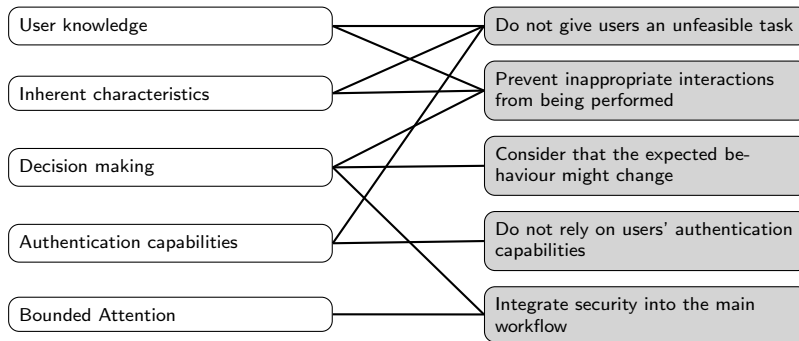 User knowledge
Inherent characteristics
Decision making
Authentication capabilities
Bounded Attention
Do not give users an unfeasible task
Prevent inappropriate interactions
from being performed
Consider that the expected be-
haviour might change
Do not rely on users' authentication
capabilities
Integrate security into the main
workflow